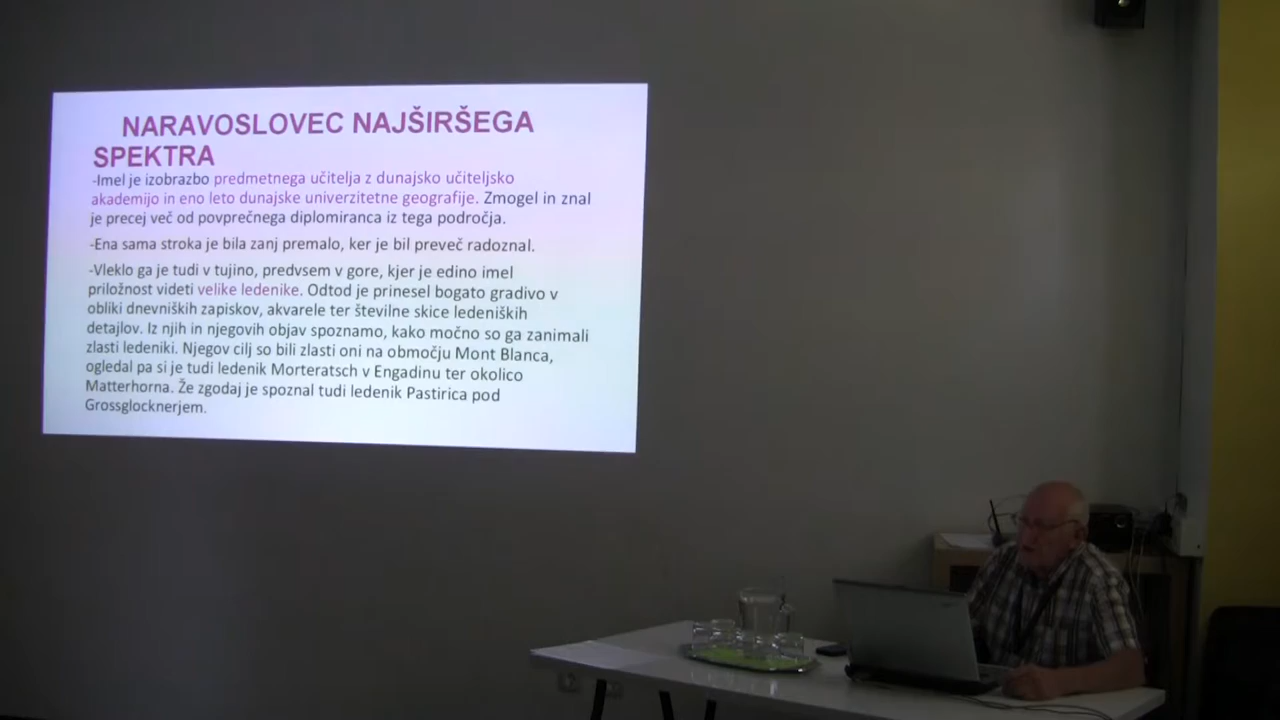 NARAVOSLOVEC NAJŠIRŠEGA
SPEKTRA
-Imel je izobrazbo predmetnega učitelja z dunajsko učiteljsko
akademijo in eno leto dunajske univerzitetne geografije. Zmogel in znal
je precej več od povprečnega diplomiranca iz tega področja.
-Ena sama stroka je bila zanj premalo, ker je bil preveč radoznal.
-Vleklo ga je tudi v tujino, predvsem v gore, kjer je edino imel
priložnost videti velike ledenike. Odtod je prinesel bogato gradivo v
obliki dnevniških zapiskov, akvarele ter številne skice ledeniških
detajlov. Iz njih in njegovih objav spoznamo, kako močno so ga zanimali
zlasti ledeniki. Njegov cilj so bili zlasti oni na območju Mont Blanca,
ogledal pa si je tudi ledenik Morteratsch v Engadinu ter okolico
Matterhorna. Že zgodaj je spoznal tudi ledenik Pastirica pod
Grossglocknerjem.